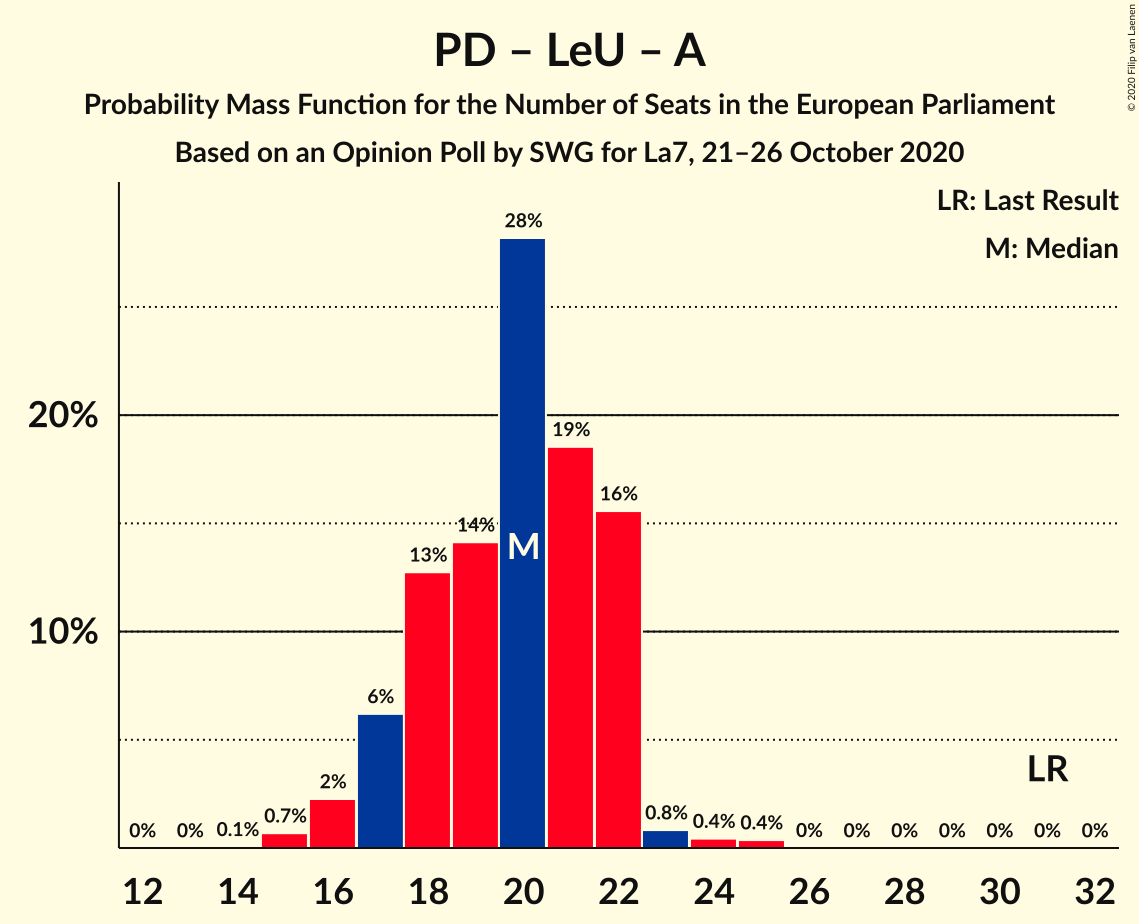 PD – LeU – A
Probability Mass Function for the Number of Seats in the European Parliament
Based on an Opinion Poll by SWG for La7, 21–26 October 2020
© 2020 Filip van Laenen
LR: Last Result
M: Median
20%
10%
0%
0%
0.1%
0.7%
2%
6%
13%
14%
28%
M
19%
16%
0.8%
0.4%
0.4%
0%
0%
0%
0%
0%
0%
0%
LR
12 14 16 18 20 22 24 26 28 30 32